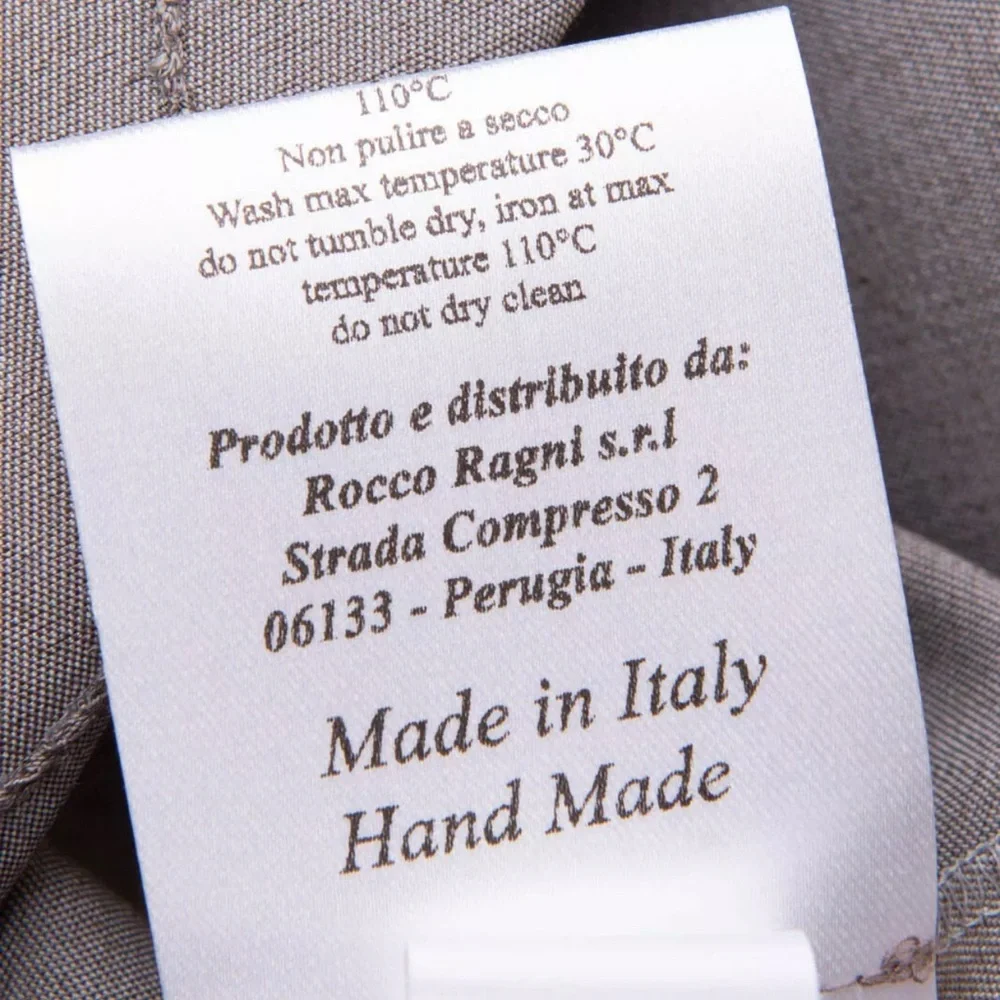 110°C
Non pulire a secco
Wash max temperature 30°C
do not tumble dry, iron at max
temperature 110°C
do not dry clean
Prodotto e distribuito da:
Rocco Ragni s.r.l
Strada Compresso 2
06133 - Perugia - Italy
Made in Italy
Hand Made